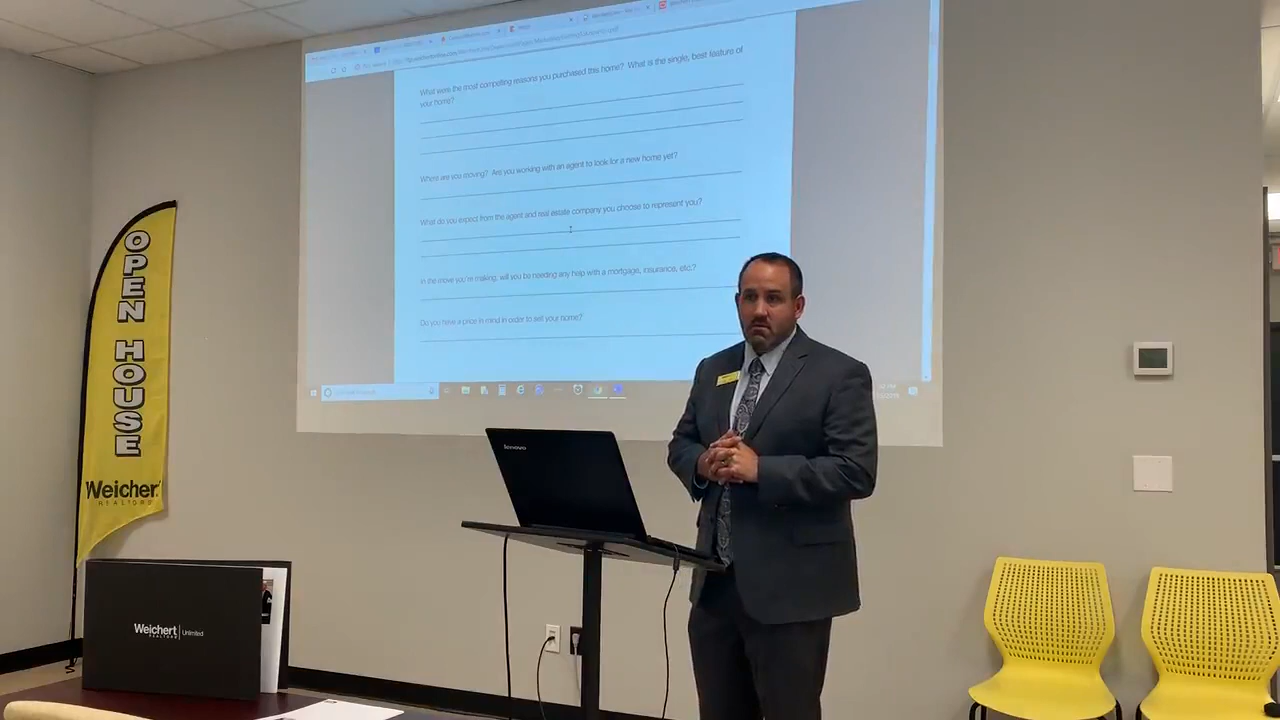 What were the most compelling reasons you purchased this home? What is the single, best feature of
your home?
Where are you moving? Are you working with an agent to look for a new home yet?
What do you expect from the agent and real estate company you choose to represent you?
In the move you're making, will you be needing any help with a mortgage, insurance, etc.?
Do you have a price in mind in order to sell your home?
OPEN HOUSE
Weichert
REALTORS
lenovo
Weichert Unlimited
REALTORS